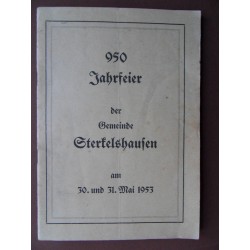 950
Jahrfeier
der
Gemeinde
Sterkelshausen
am
30. und 31. Mai 1953